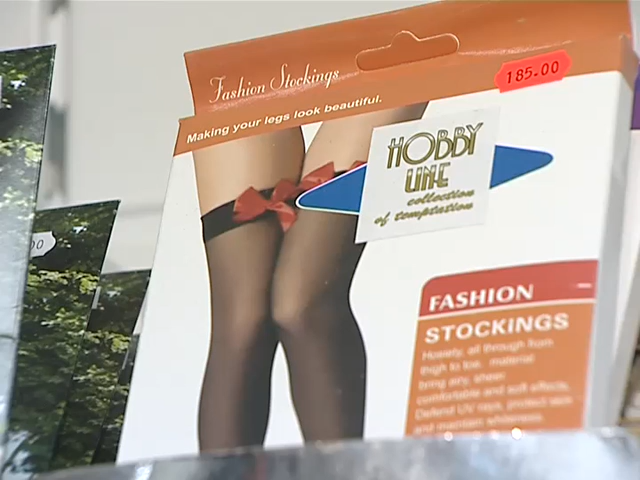 Fashion Stockings
185.00
Making your legs look beautiful.
HOBBY
LINE
collection
of temptation
FASHION
STOCKINGS
Hosiery, all through from
thigh to toe, material
bring airy, sheer
comfortable and soft effects,
Defend UV rays, protect skin
and maintain whiteness.